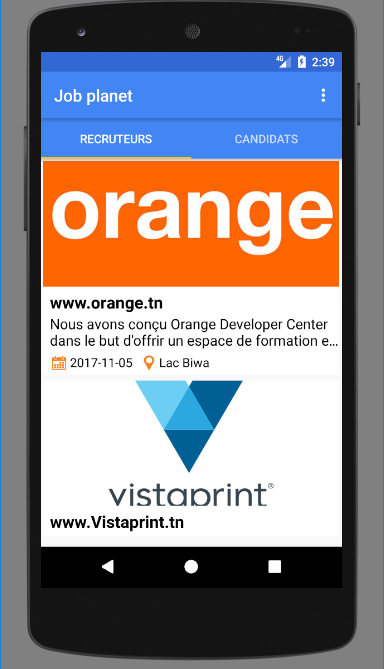 4G 2:39
Job planet
RECRUTEURS CANDIDATS
orange
www.orange.tn
Nous avons conçu Orange Developer Center
dans le but d'offrir un espace de formation e...
2017-11-05 Lac Biwa
vistaprint®
www.Vistaprint.tn